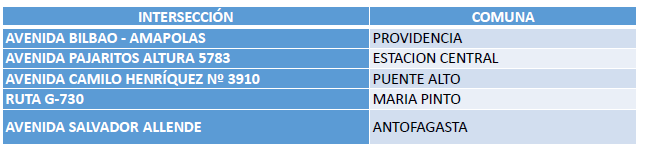 INTERSECCIÓN COMUNA
AVENIDA BILBAO - AMAPOLAS PROVIDENCIA
AVENIDA PAJARITOS ALTURA 5783 ESTACION CENTRAL
AVENIDA CAMILO HENRÍQUEZ Nº 3910 PUENTE ALTO
RUTA G-730 MARIA PINTO
AVENIDA SALVADOR ALLENDE ANTOFAGASTA